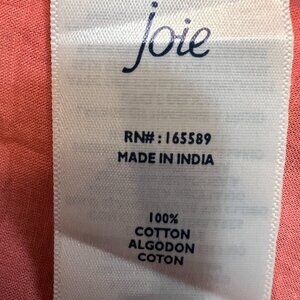 joie
RN#: 165589
MADE IN INDIA
100%
COTTON
ALGODON
COTON